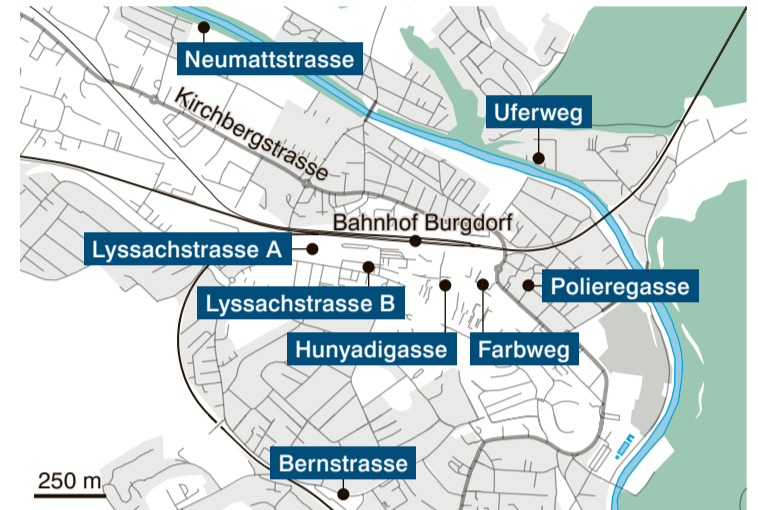 Neumattstrasse
Kirchbergstrasse
Uferweg
Bahnhof Burgdorf
Lyssachstrasse A
Lyssachstrasse B
Polieregasse
Hunyadigasse
Farbweg
Bernstrasse
250 m